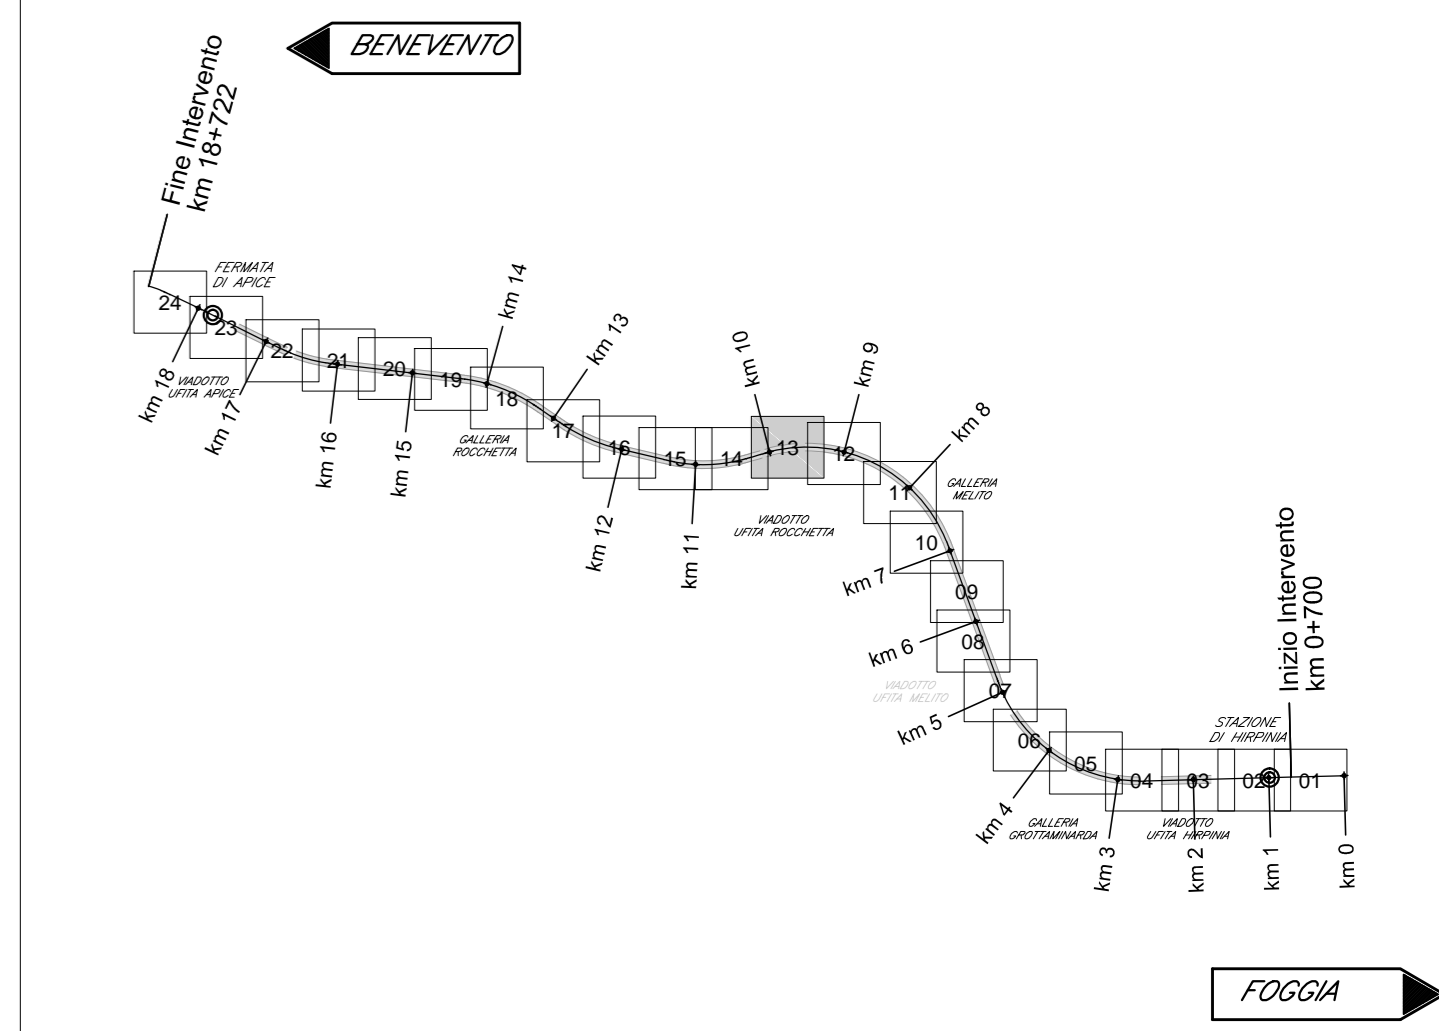 BENEVENTO
Fine Intervento
km 18+722
FERMATA
DI APICE
24
23
22
21
20
19
18
17
16
15
14
13
12
11
10
09
08
07
06
05
04
03
02
01
km 18
VIADOTTO
UFITA APICE
km 17
km 16
km 15
km 14
GALLERIA
ROCCHETTA
km 13
km 12
km 11
km 10
VIADOTTO
UFITA ROCCHETTA
km 9
km 8
GALLERIA
MELITO
km 7
km 6
VIADOTTO
UFITA MELITO
km 5
km 4
GALLERIA
GROTTAMINARDA
km 3
VIADOTTO
UFITA HIRPINIA
km 2
STAZIONE
DI HIRPINIA
km 1
Inizio Intervento
km 0+700
km 0
FOGGIA